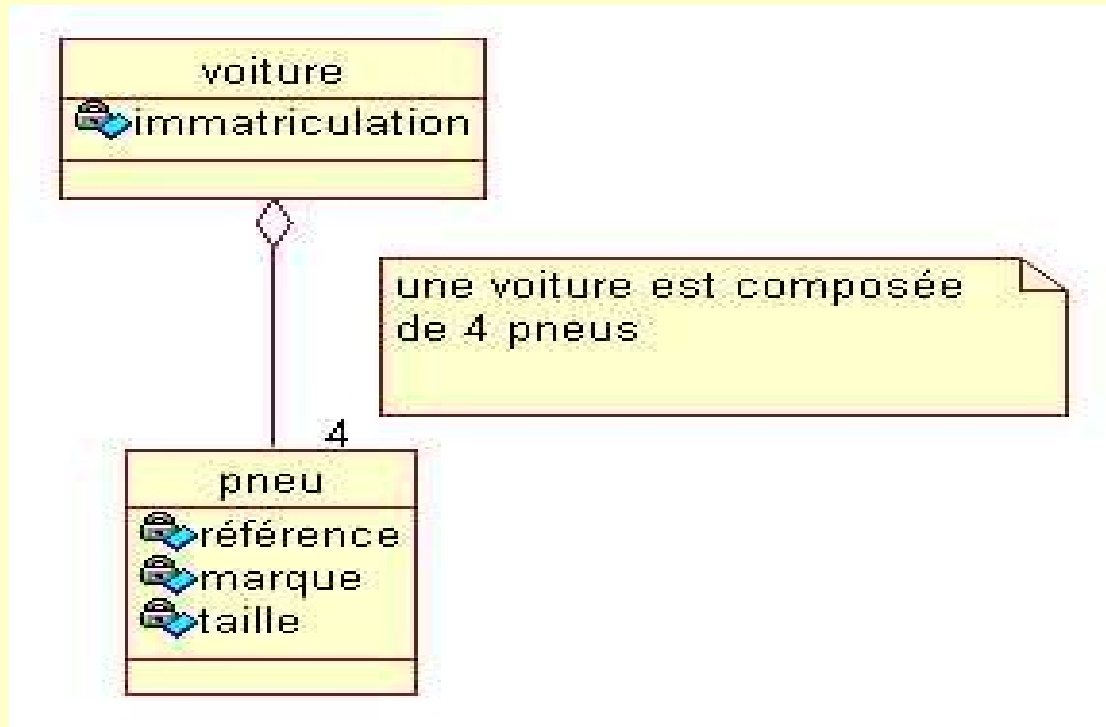 voiture
immatriculation
une voiture est composée
de 4 pneus
4
pneu
référence
marque
taille